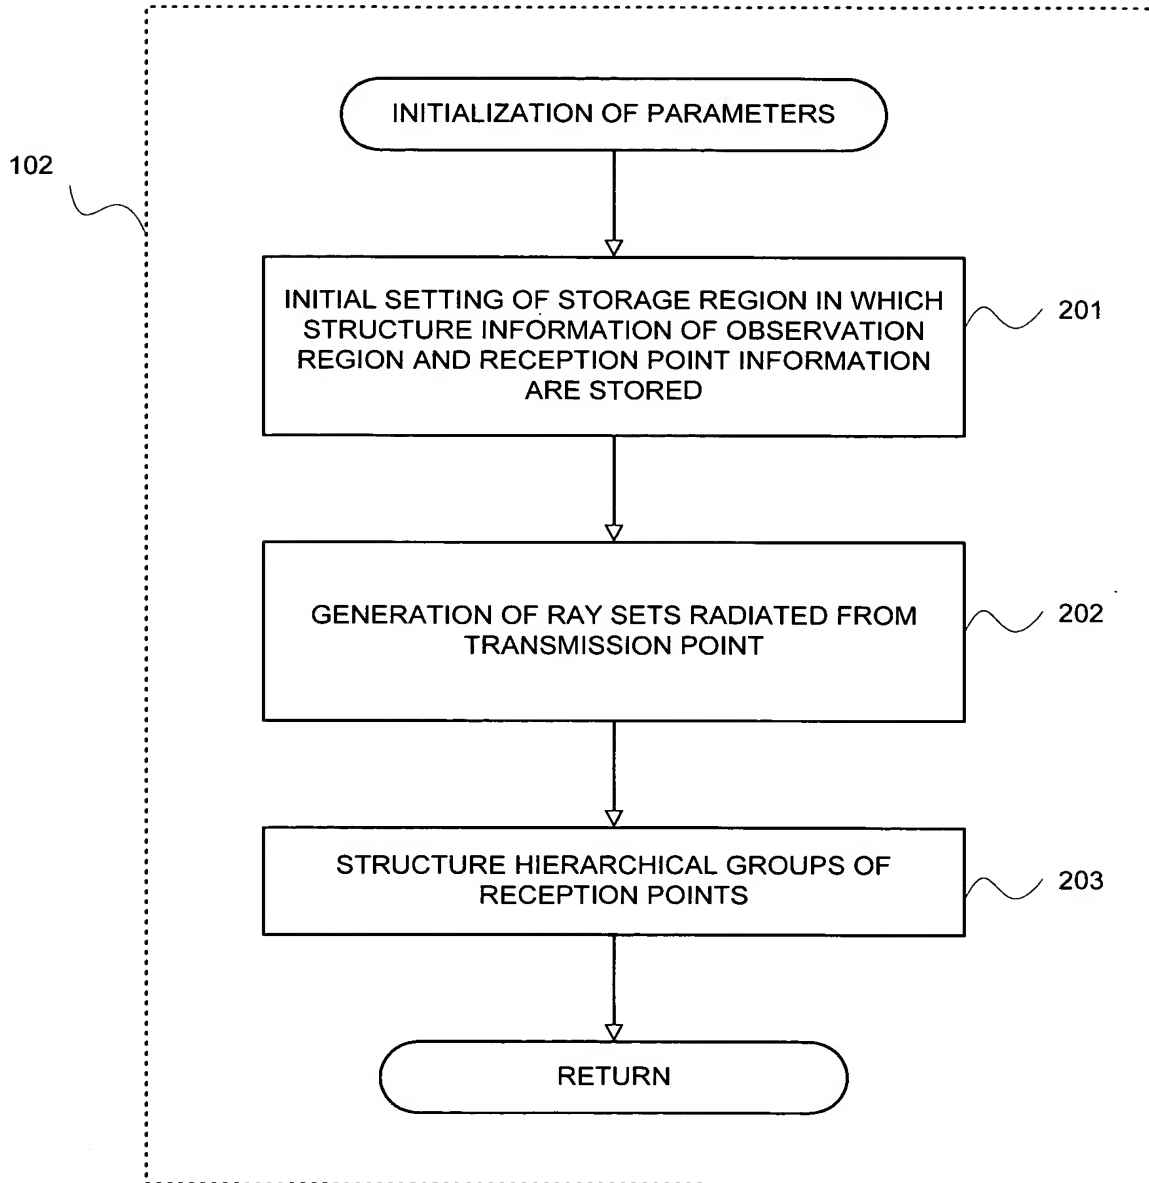 INITIALIZATION OF PARAMETERS
102
INITIAL SETTING OF STORAGE REGION IN WHICH
STRUCTURE INFORMATION OF OBSERVATION
REGION AND RECEPTION POINT INFORMATION
ARE STORED
201
GENERATION OF RAY SETS RADIATED FROM
TRANSMISSION POINT
202
STRUCTURE HIERARCHICAL GROUPS OF
RECEPTION POINTS
203
RETURN